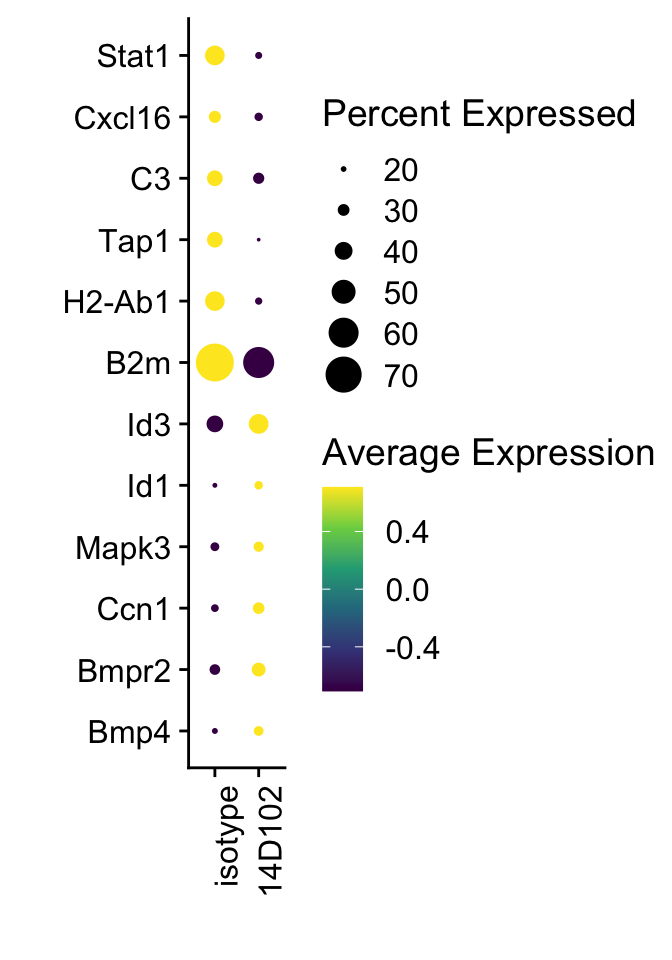 Stat1
Cxcl16
C3
Tap1
H2-Ab1
B2m
Id3
Id1
Mapk3
Ccn1
Bmpr2
Bmp4
isotype
14D102
Percent Expressed
20
30
40
50
60
70
Average Expression
0.4
0.0
-0.4